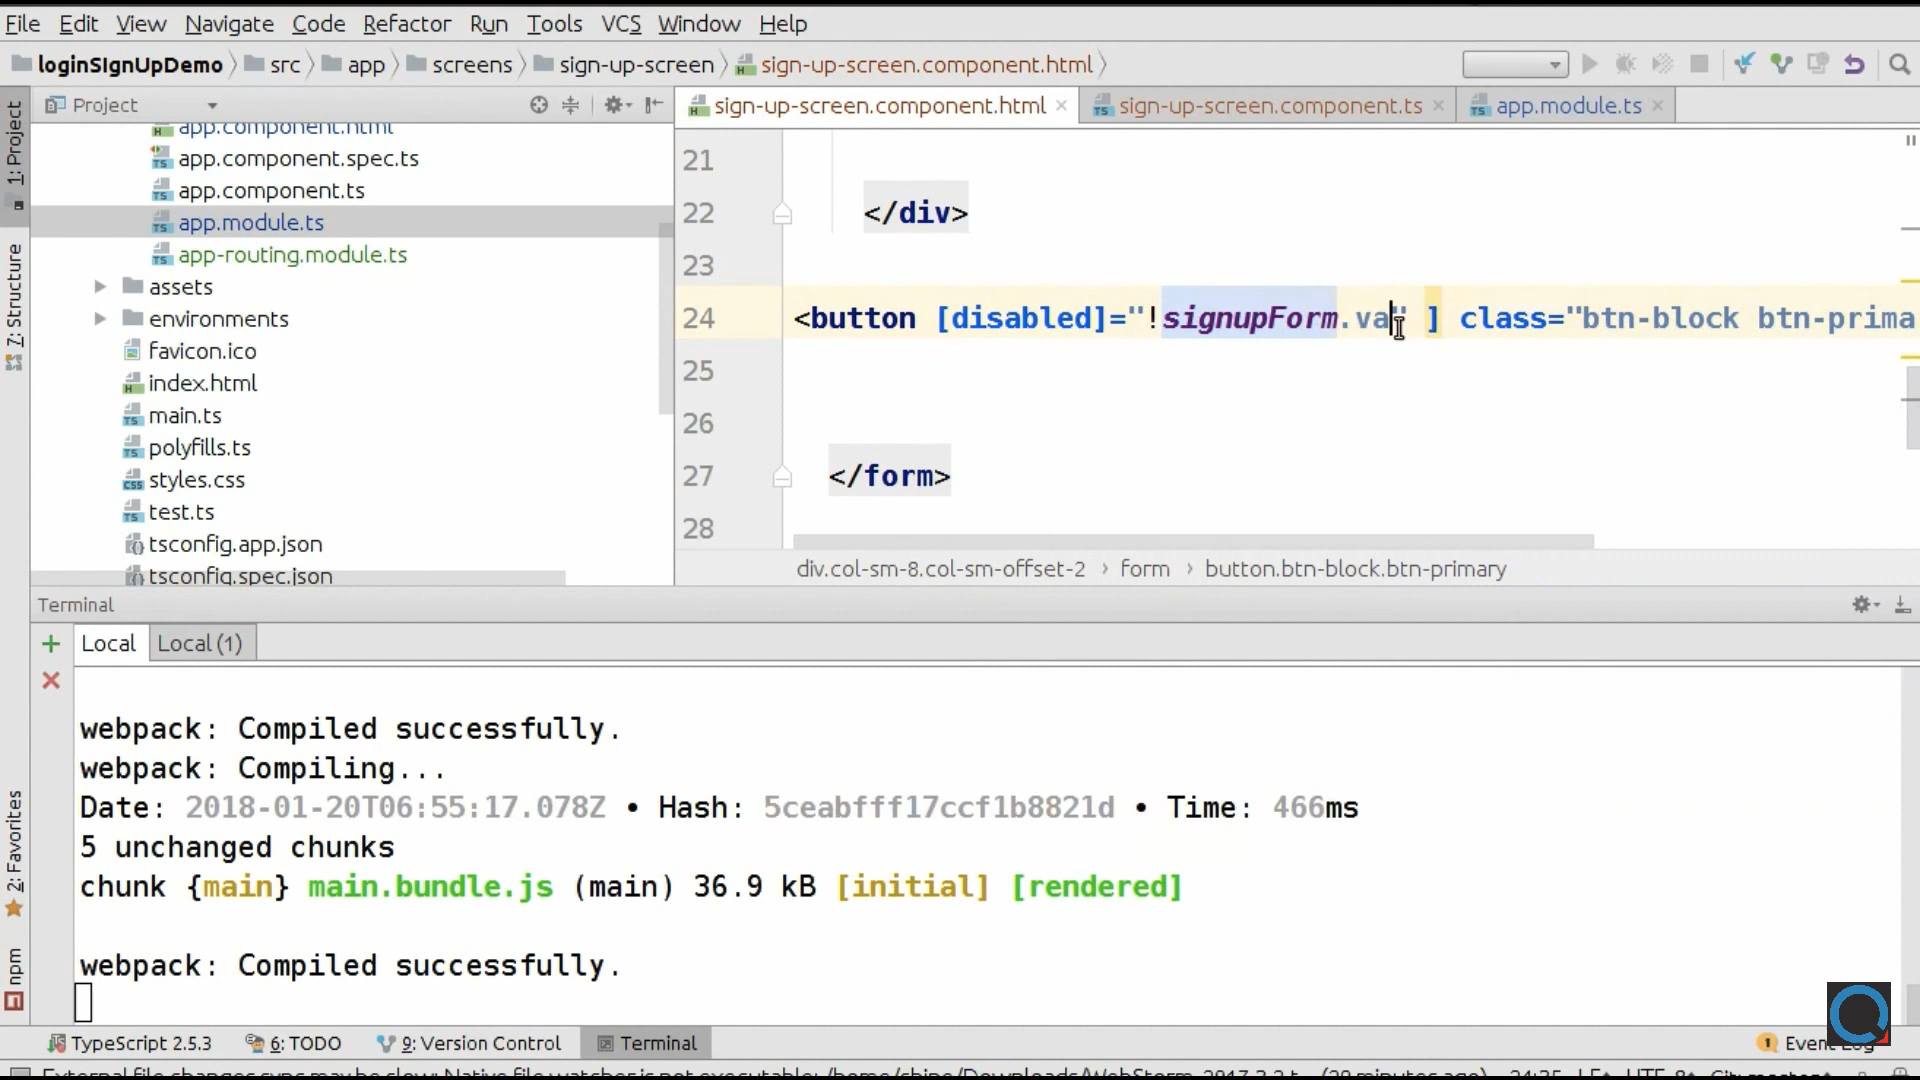 File Edit View Navigate Code Refactor Run Tools VCS Window Help
loginSIgnUpDemo src app screens sign-up-screen sign-up-screen.component.html
Project
sign-up-screen.component.html sign-up-screen.component.ts app.module.ts
1: Project
7: Structure
2: Favorites
npm
app.component.html
app.component.spec.ts
app.component.ts
app.module.ts
app-routing.module.ts
assets
environments
favicon.ico
index.html
main.ts
polyfills.ts
styles.css
test.ts
tsconfig.app.json
tsconfig.spec.json
21
22 </div>
23
24 <button [disabled]="!signupForm.va" ] class="btn-block btn-prima
25
26
27 </form>
28
div.col-sm-8.col-sm-offset-2 › form › button.btn-block.btn-primary
Terminal
Local Local (1)
webpack: Compiled successfully.
webpack: Compiling...
Date: 2018-01-20T06:55:17.078Z • Hash: 5ceabfff17ccf1b8821d • Time: 466ms
5 unchanged chunks
chunk {main} main.bundle.js (main) 36.9 kB [initial] [rendered]
webpack: Compiled successfully.
TypeScript 2.5.3 6: TODO 9: Version Control Terminal 1 Event Log